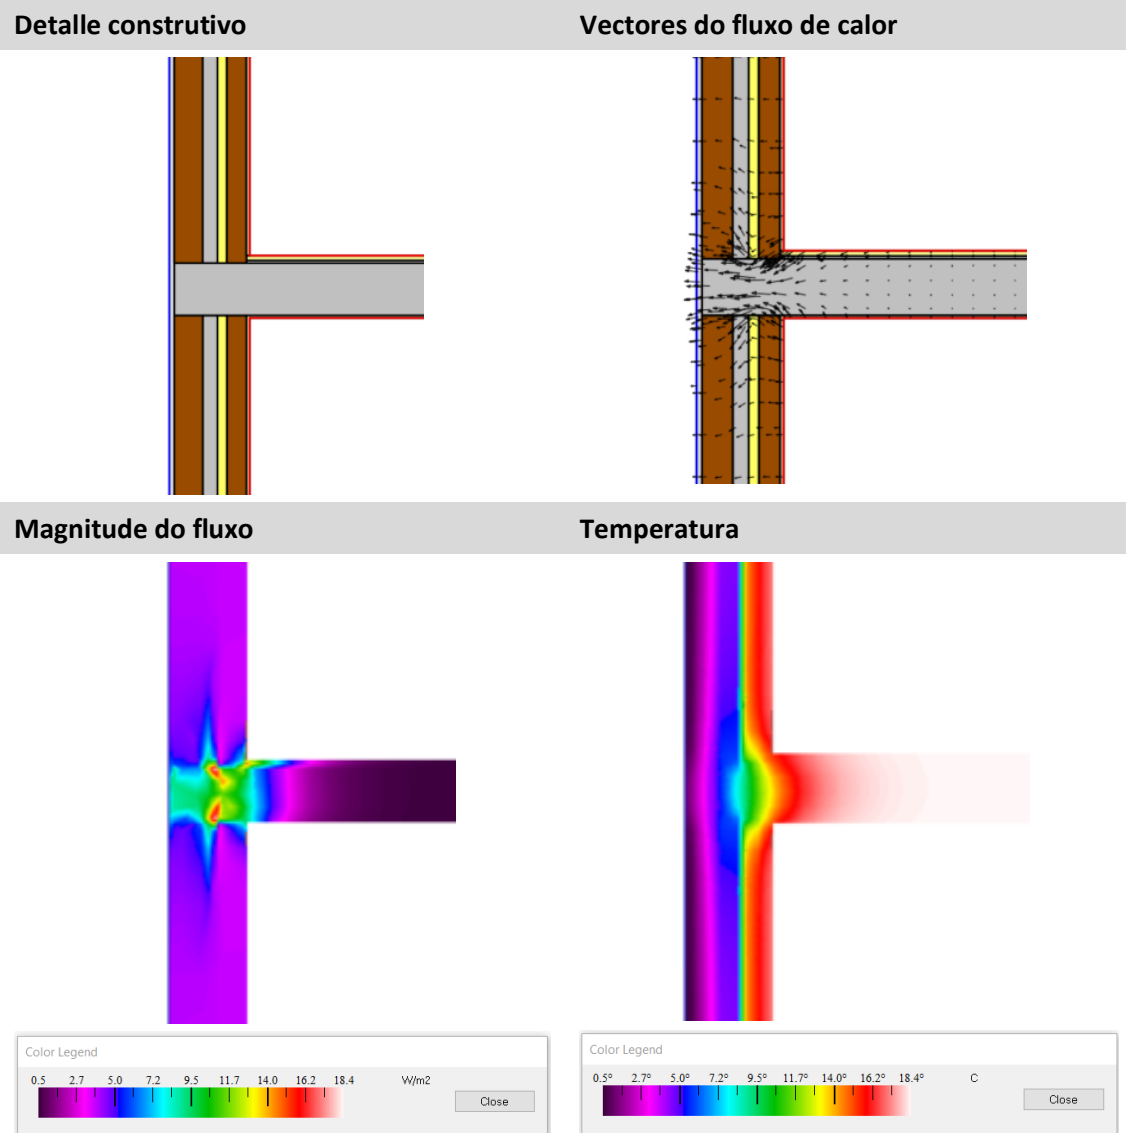 Detalle construtivo
Vectores do fluxo de calor
Magnitude do fluxo
Temperatura
Color Legend
0.5 2.7 5.0 7.2 9.5 11.7 14.0 16.2 18.4 W/m2
Close
Color Legend
0.5° 2.7° 5.0° 7.2° 9.5° 11.7° 14.0° 16.2° 18.4° C
Close